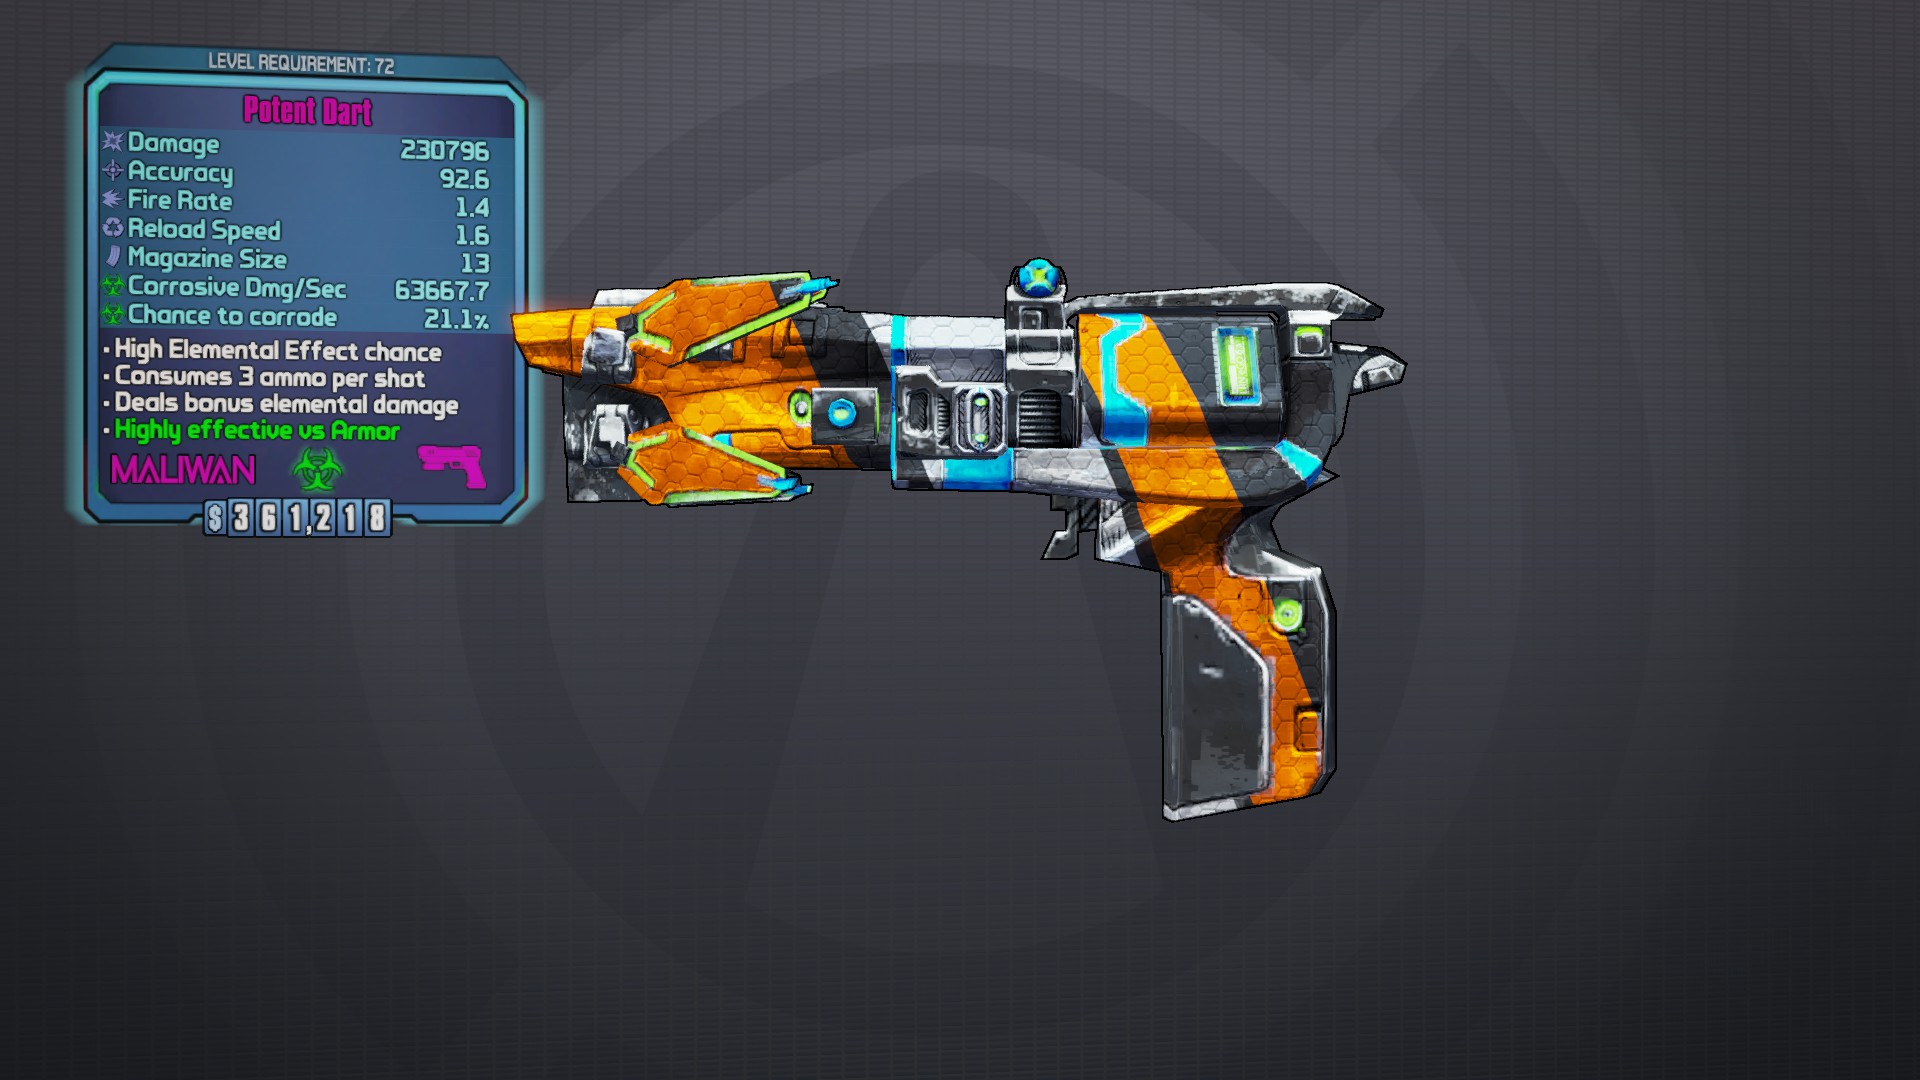 LEVEL REQUIREMENT: 72
Potent Dart
Damage 230796
Accuracy 92.6
Fire Rate 1.4
Reload Speed 1.6
Magazine Size 13
Corrosive Dmg/Sec 63667.7
Chance to corrode 21.1%
· High Elemental Effect chance
· Consumes 3 ammo per shot
· Deals bonus elemental damage
· Highly effective vs Armor
MALIWAN
$361,218